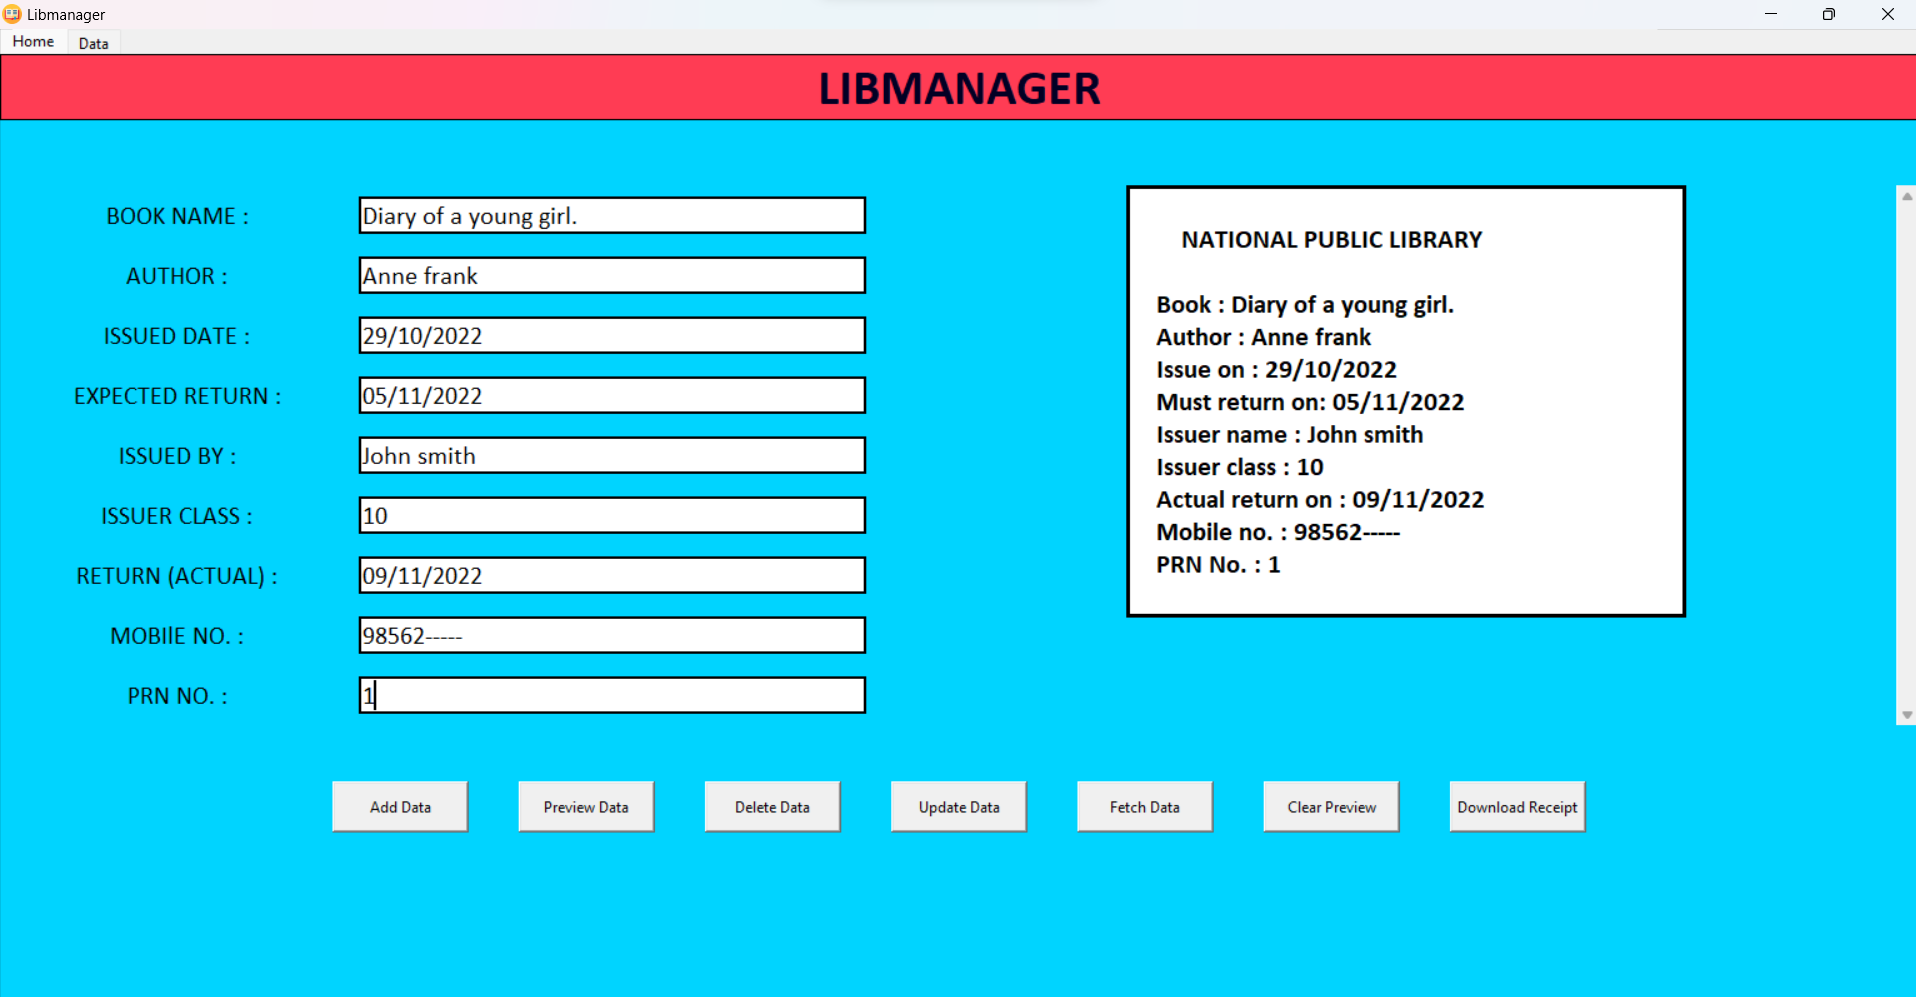 Libmanager
Home Data
LIBMANAGER
BOOK NAME : Diary of a young girl.
AUTHOR : Anne frank
ISSUED DATE : 29/10/2022
EXPECTED RETURN : 05/11/2022
ISSUED BY : John smith
ISSUER CLASS : 10
RETURN (ACTUAL) : 09/11/2022
MOBIlE NO. : 98562-----
PRN NO. : 1
NATIONAL PUBLIC LIBRARY
Book : Diary of a young girl.
Author : Anne frank
Issue on : 29/10/2022
Must return on: 05/11/2022
Issuer name : John smith
Issuer class : 10
Actual return on : 09/11/2022
Mobile no. : 98562-----
PRN No. : 1
Add Data Preview Data Delete Data Update Data Fetch Data Clear Preview Download Receipt